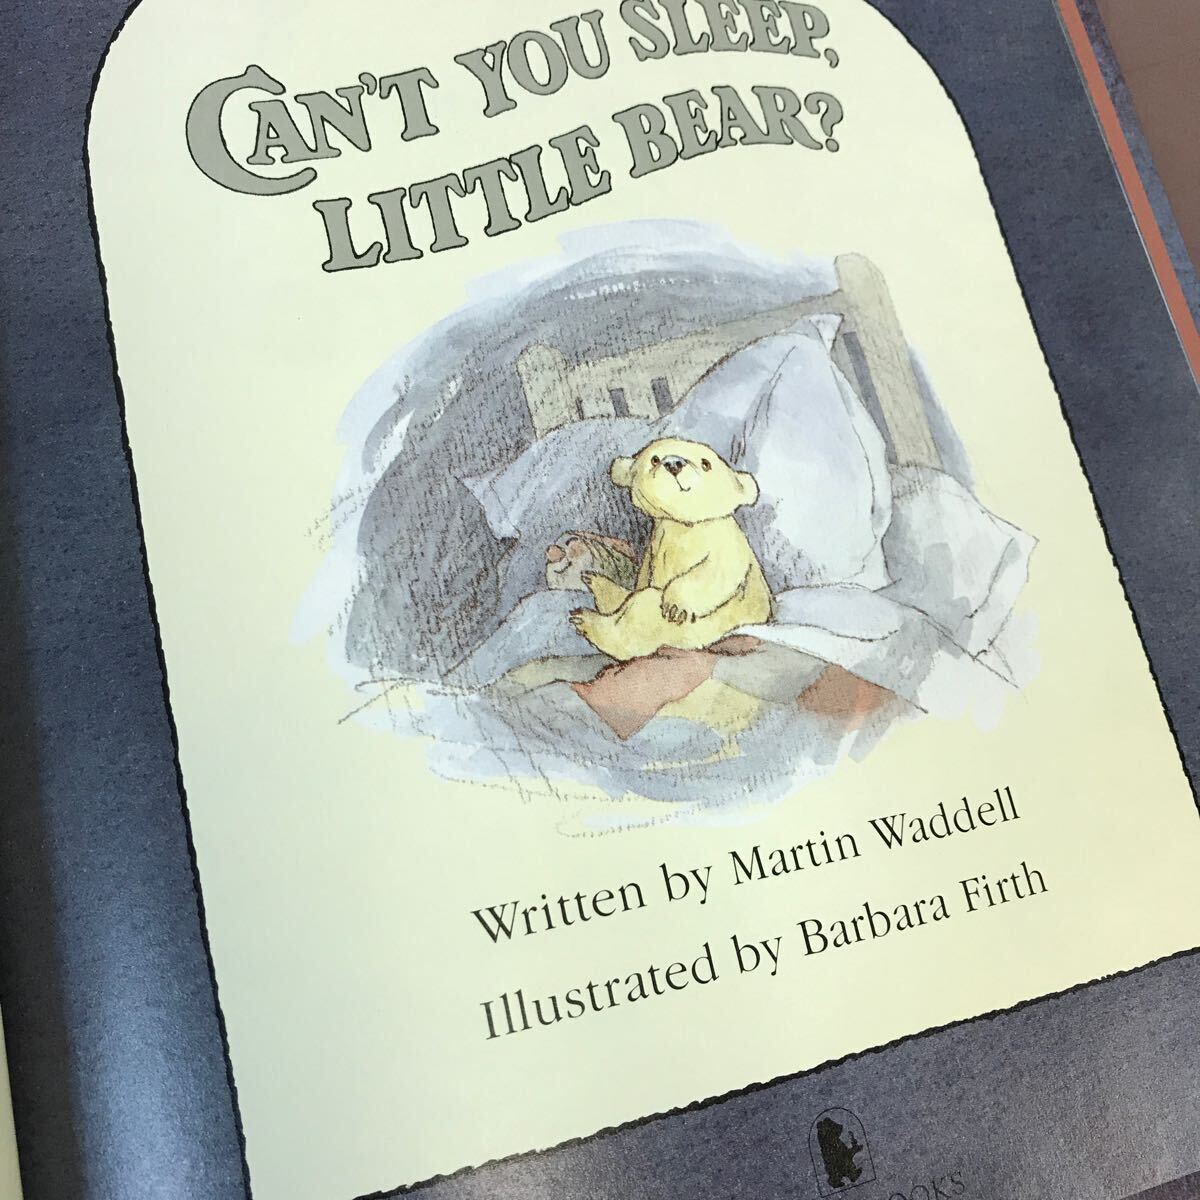 CAN'T YOU SLEEP,
LITTLE BEAR?
Written by Martin Waddell
Illustrated by Barbara Firth